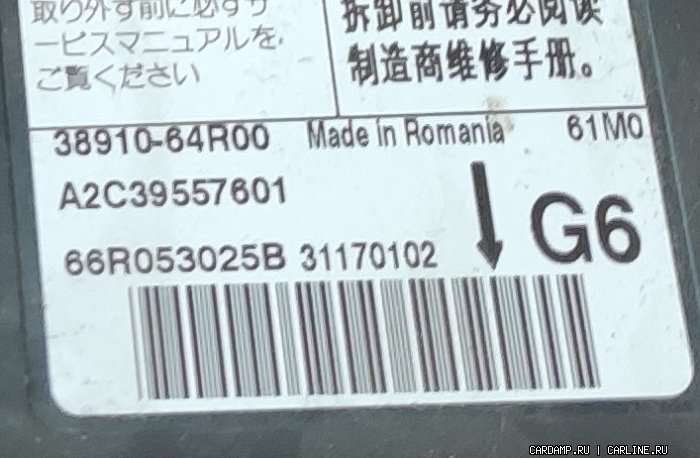 取り外す前に必ずサ
ービスマニュアルを
ご覧ください
拆卸前请务必阅读
制造商维修手册。
38910-64R00 Made in Romania 61M0
A2C39557601
66R053025B 31170102
G6
CARDAMP.RU | CARLINE.RU